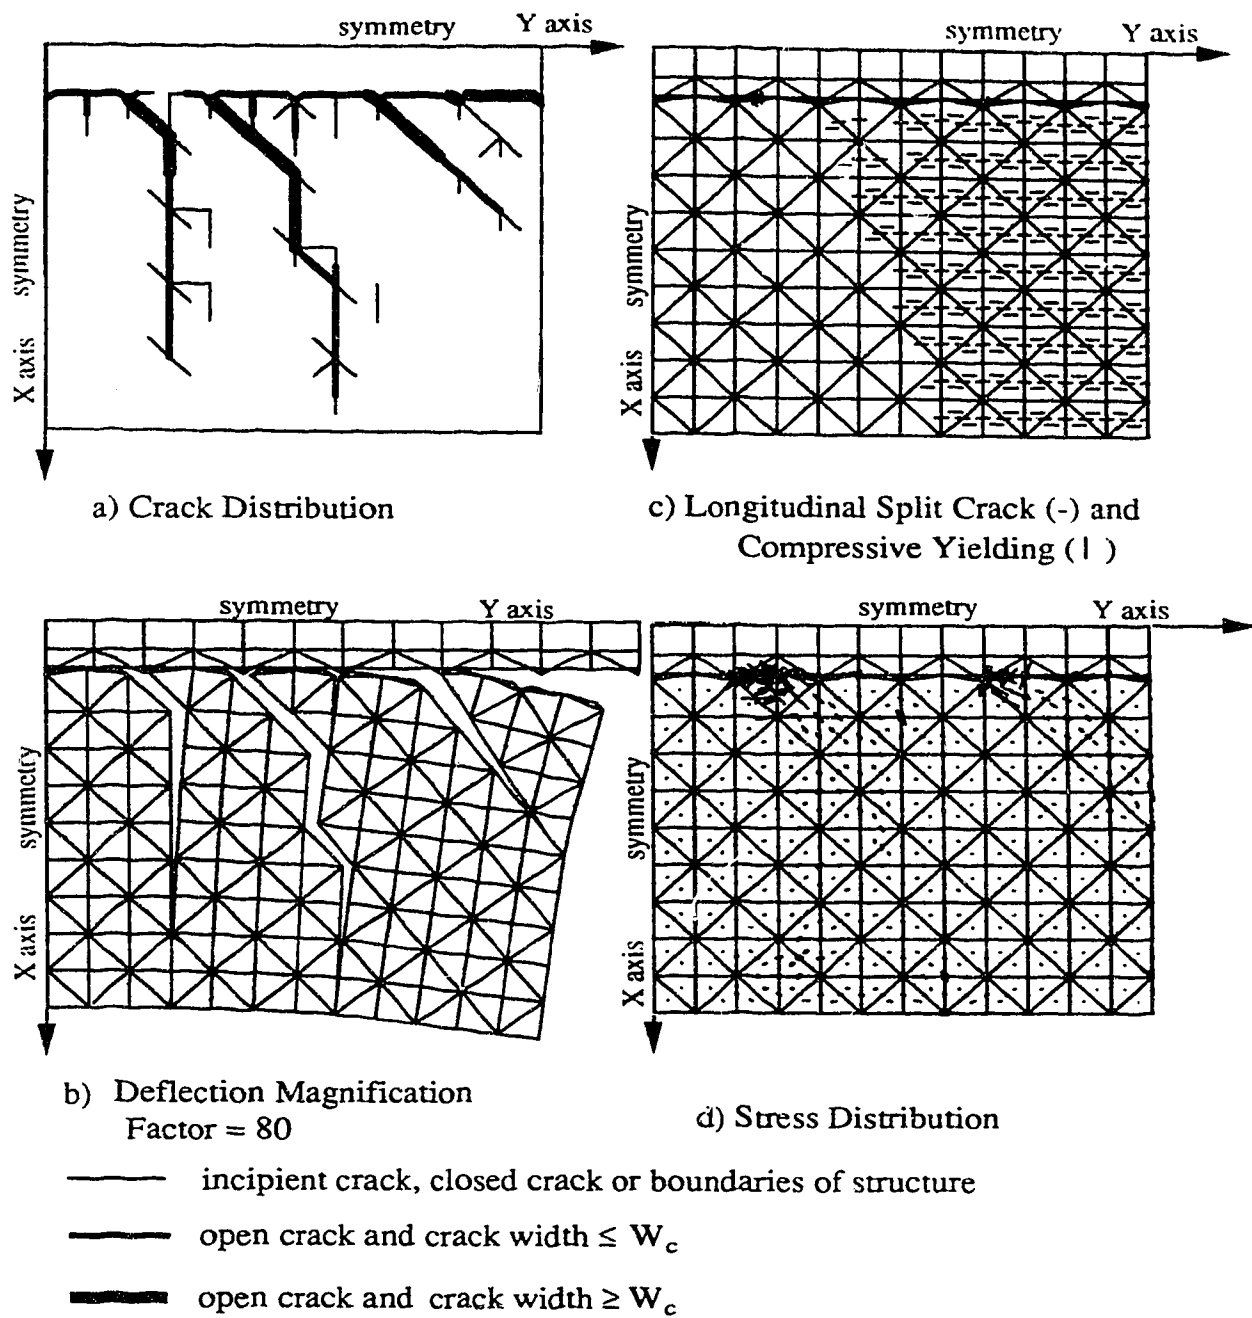 symmetry Y axis
symmetry
X axis
a) Crack Distribution
symmetry Y axis
symmetry
X axis
c) Longitudinal Split Crack (-) and
Compressive Yielding ( | )
symmetry Y axis
symmetry
X axis
b) Deflection Magnification
Factor = 80
symmetry Y axis
symmetry
X axis
d) Stress Distribution
incipient crack, closed crack or boundaries of structure
open crack and crack width ≤ Wc
open crack and crack width ≥ Wc